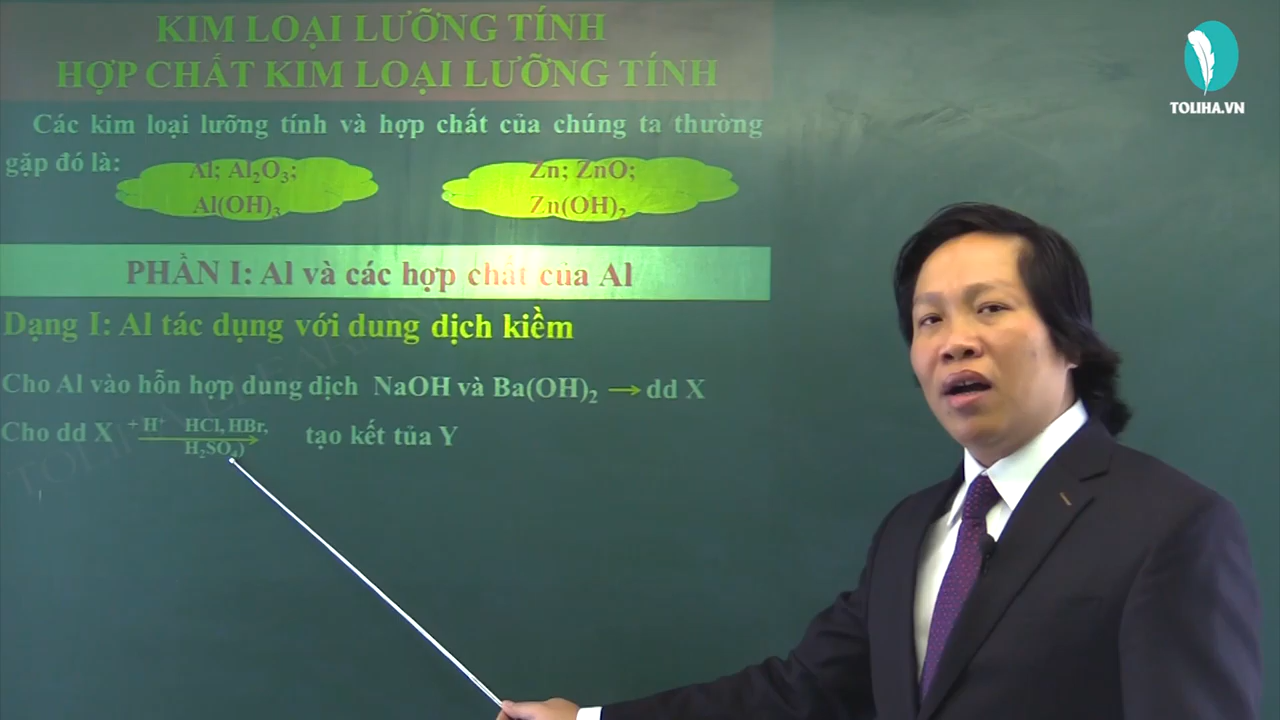 KIM LOẠI LƯỠNG TÍNH
HỢP CHẤT KIM LOẠI LƯỠNG TÍNH
TOLIHA.VN
Các kim loại lưỡng tính và hợp chất của chúng ta thường
gặp đó là:
Al; Al₂O₃;
Al(OH)₃
Zn; ZnO;
Zn(OH)₂
PHẦN I: Al và các hợp chất của Al
Dạng I: Al tác dụng với dung dịch kiềm
Cho Al vào hỗn hợp dung dịch NaOH và Ba(OH)₂ → dd X
Cho dd X + H⁺ HCl, HBr, H₂SO₄) → tạo kết tủa Y